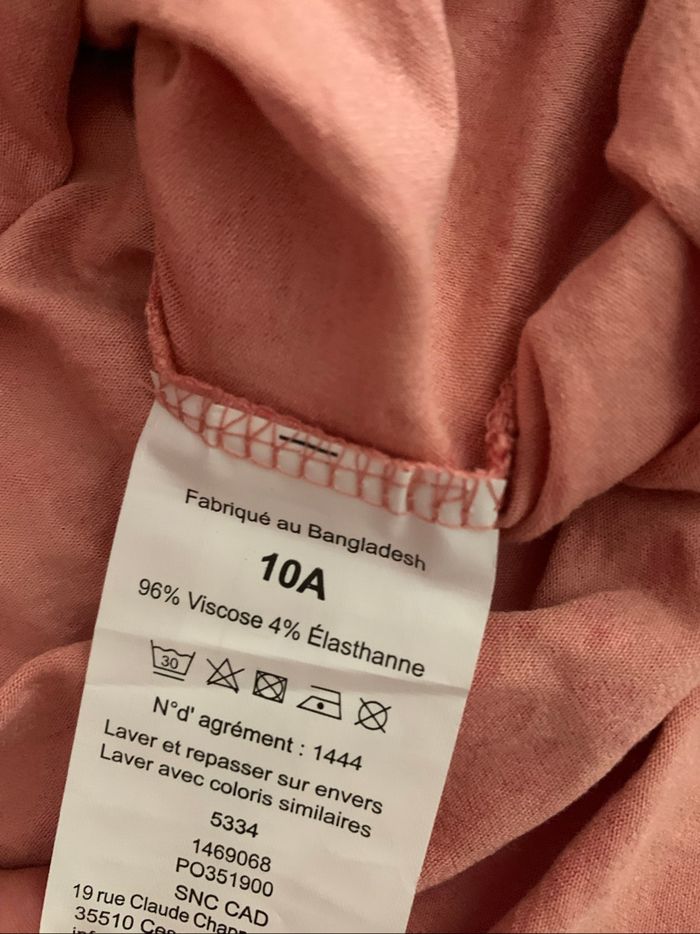 Fabriqué au Bangladesh
10A
96% Viscose 4% Élasthanne
30
N°d' agrément : 1444
Laver et repasser sur envers
Laver avec coloris similaires
5334
1469068
PO351900
SNC CAD
19 rue Claude
35510